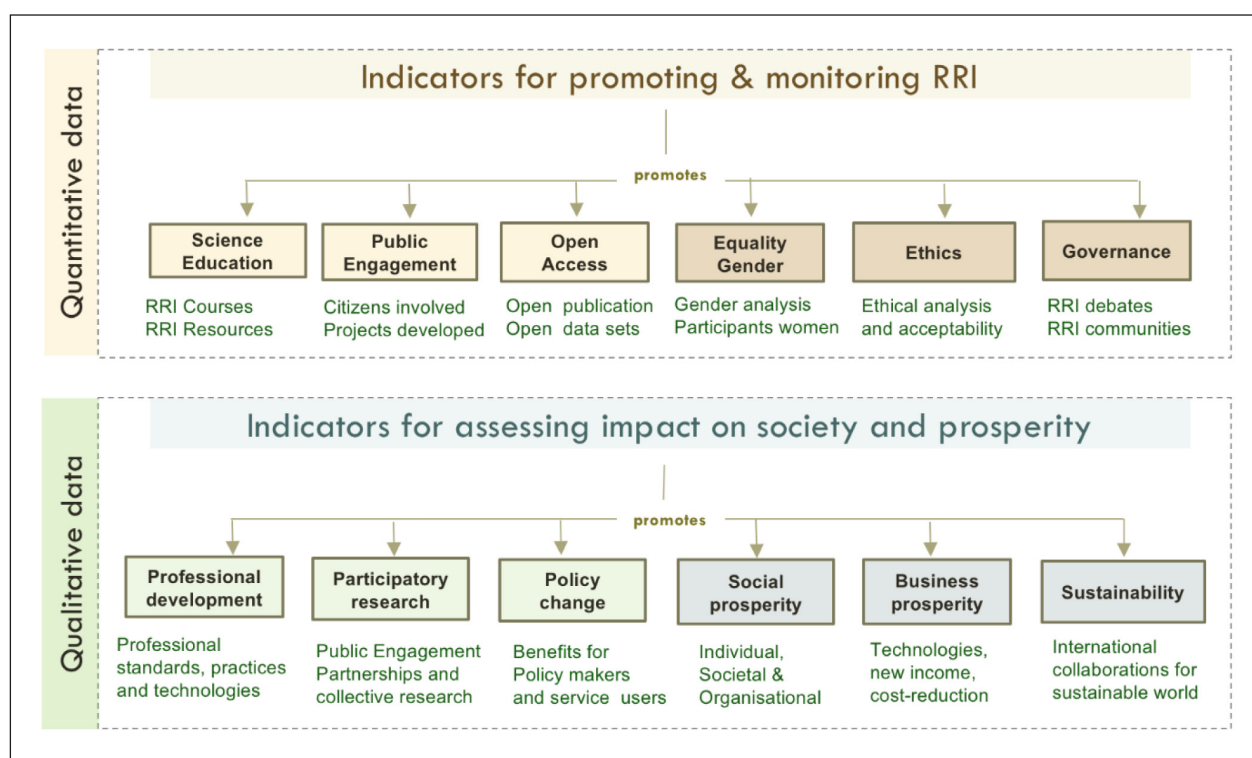 Quantitative data
Indicators for promoting & monitoring RRI
promotes
Science
Education
Public
Engagement
Open
Access
Equality
Gender
Ethics
Governance
RRI Courses
RRI Resources
Citizens involved
Projects developed
Open publication
Open data sets
Gender analysis
Participants women
Ethical analysis
and acceptability
RRI debates
RRI communities
Qualitative data
Indicators for assessing impact on society and prosperity
promotes
Professional
development
Participatory
research
Policy
change
Social
prosperity
Business
prosperity
Sustainability
Professional
standards, practices
and technologies
Public Engagement
Partnerships and
collective research
Benefits for
Policy makers
and service users
Individual,
Societal &
Organisational
Technologies,
new income,
cost-reduction
International
collaborations for
sustainable world